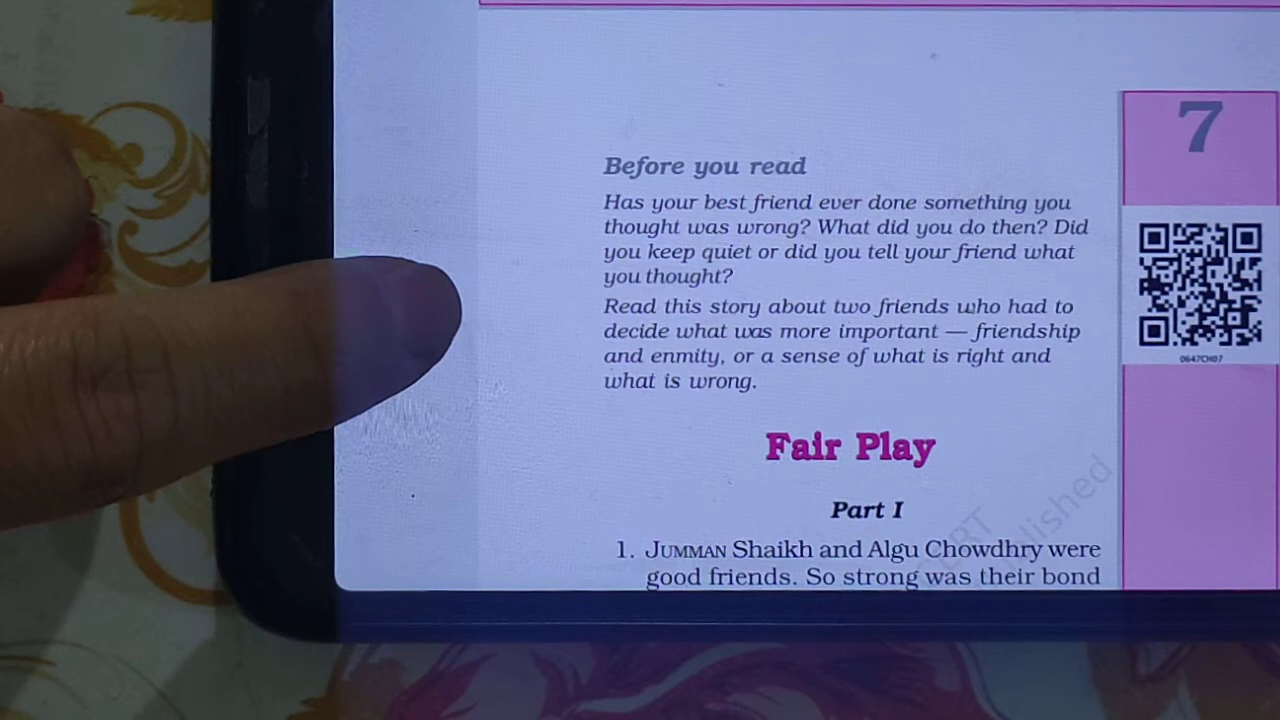 7
Before you read
Has your best friend ever done something you
thought was wrong? What did you do then? Did
you keep quiet or did you tell your friend what
you thought?
Read this story about two friends who had to
decide what was more important — friendship
and enmity, or a sense of what is right and
what is wrong.
0647CH07
Fair Play
Part I
1. JUMMAN Shaikh and Algu Chowdhry were
good friends. So strong was their bond